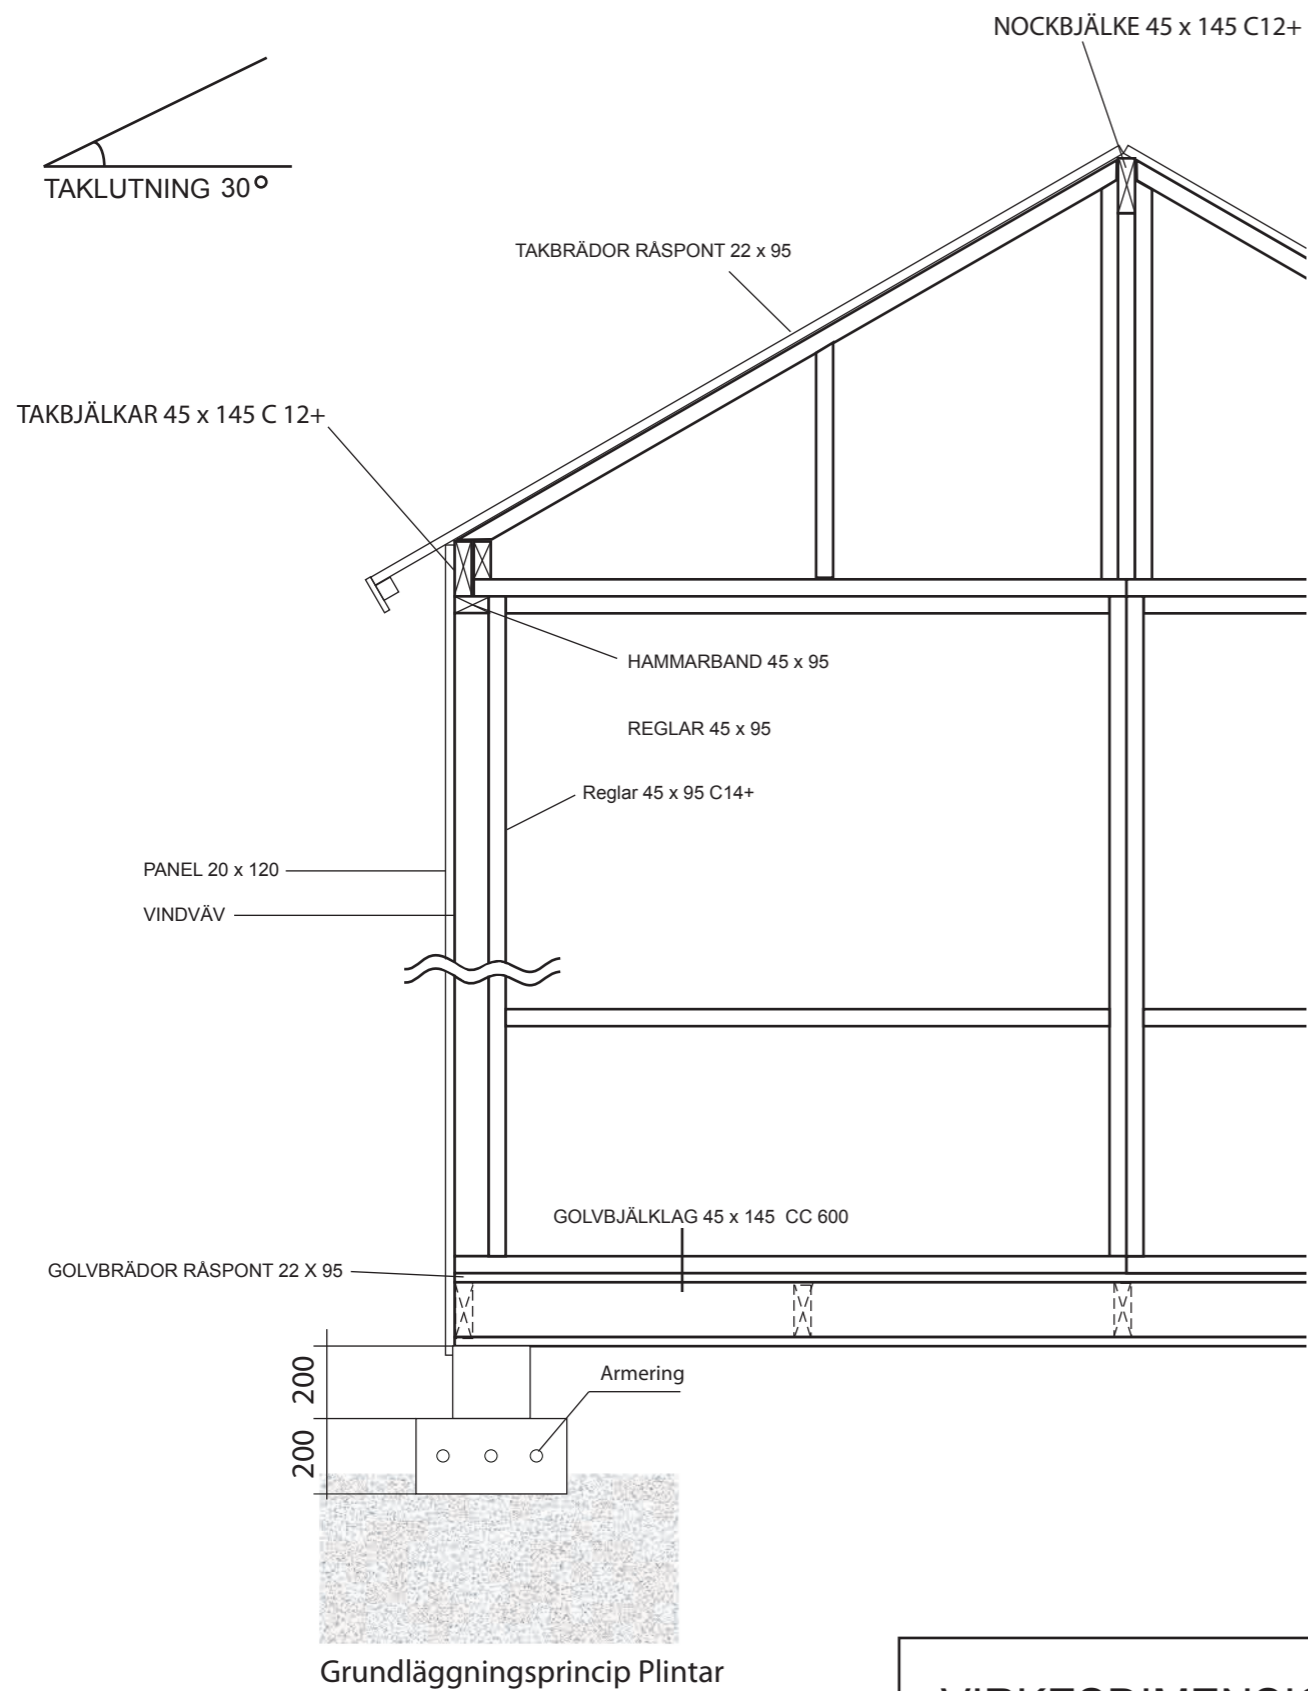 NOCKBJÄLKE 45 x 145 C12+
TAKLUTNING 30°
TAKBRÄDOR RÅSPONT 22 x 95
TAKBJÄLKAR 45 x 145 C 12+
HAMMARBAND 45 x 95
REGLAR 45 x 95
Reglar 45 x 95 C14+
PANEL 20 x 120
VINDVÄV
GOLVBJÄLKLAG 45 x 145 CC 600
GOLVBRÄDOR RÅSPONT 22 X 95
200
Armering
200
Grundläggningsprincip Plintar